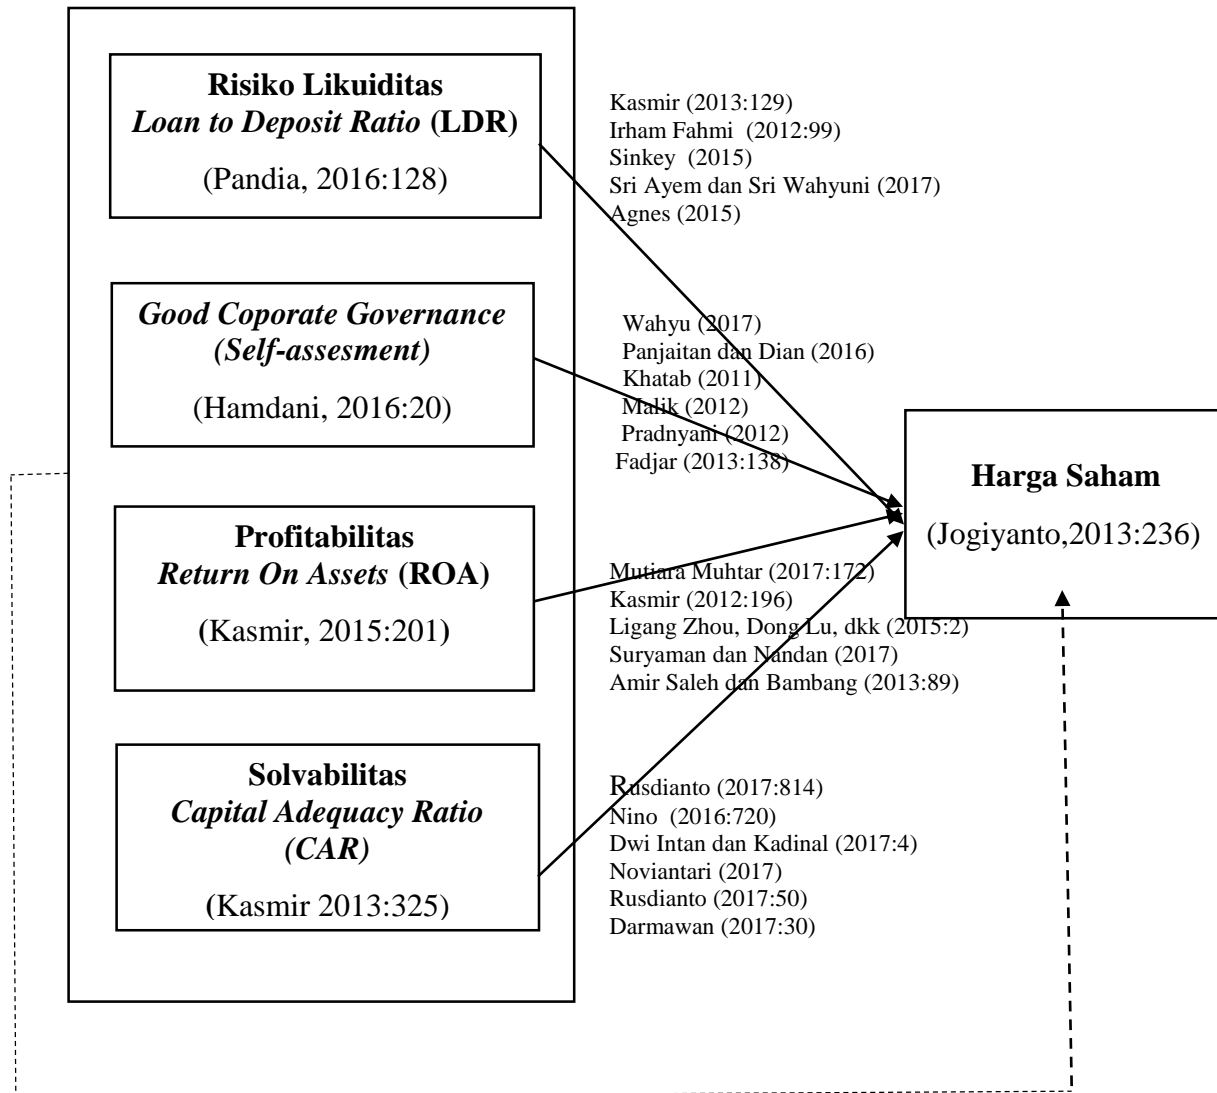 Risiko Likuiditas
Loan to Deposit Ratio (LDR)
(Pandia, 2016:128)
Kasmir (2013:129)
Irham Fahmi  (2012:99)
Sinkey  (2015)
Sri Ayem dan Sri Wahyuni (2017)
Agnes (2015)
Good Coporate Governance
(Self-assesment)
(Hamdani, 2016:20)
Wahyu (2017)
Panjaitan dan Dian (2016)
Khatab (2011)
Malik (2012)
Pradnyani (2012)
Fadjar (2013:138)
Harga Saham
(Jogiyanto,2013:236)
Profitabilitas
Return On Assets (ROA)
(Kasmir, 2015:201)
Mutiara Muhtar (2017:172)
Kasmir (2012:196)
Ligang Zhou, Dong Lu, dkk (2015:2)
Suryaman dan Nandan (2017)
Amir Saleh dan Bambang (2013:89)
Solvabilitas
Capital Adequacy Ratio
(CAR)
(Kasmir 2013:325)
Rusdianto (2017:814)
Nino  (2016:720)
Dwi Intan dan Kadinal (2017:4)
Noviantari (2017)
Rusdianto (2017:50)
Darmawan (2017:30)